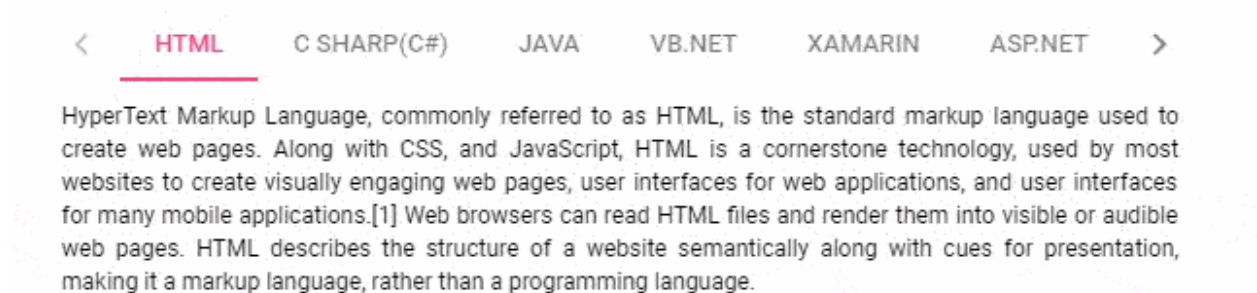 HTML C SHARP(C#) JAVA VB.NET XAMARIN ASP.NET
HyperText Markup Language, commonly referred to as HTML, is the standard markup language used to
create web pages. Along with CSS, and JavaScript, HTML is a cornerstone technology, used by most
websites to create visually engaging web pages, user interfaces for web applications, and user interfaces
for many mobile applications.[1] Web browsers can read HTML files and render them into visible or audible
web pages. HTML describes the structure of a website semantically along with cues for presentation,
making it a markup language, rather than a programming language.